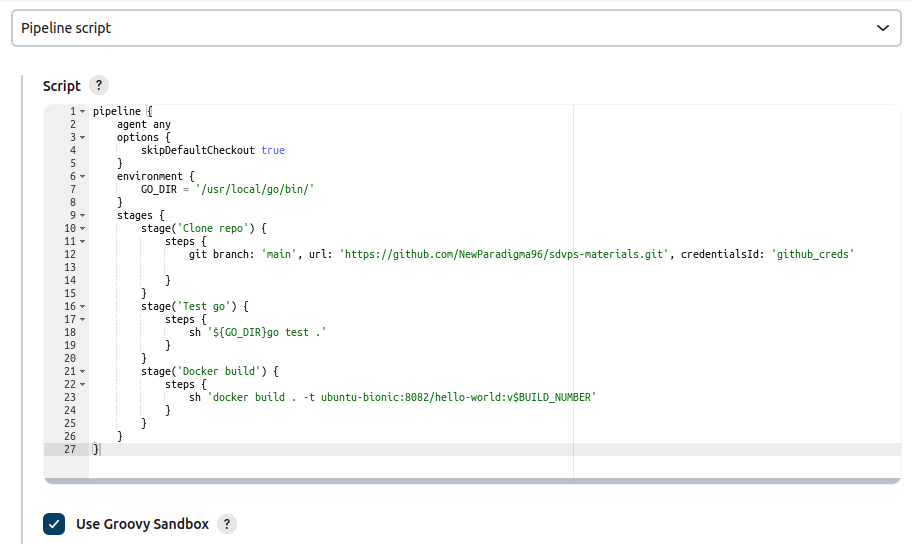 Pipeline script
Script ?
1 pipeline {
2 agent any
3 options {
4 skipDefaultCheckout true
5 }
6 environment {
7 GO_DIR = '/usr/local/go/bin/'
8 }
9 stages {
10 stage('Clone repo') {
11 steps {
12 git branch: 'main', url: 'https://github.com/NewParadigma96/sdvps-materials.git', credentialsId: 'github_creds'
13
14 }
15 }
16 stage('Test go') {
17 steps {
18 sh '${GO_DIR}go test .'
19 }
20 }
21 stage('Docker build') {
22 steps {
23 sh 'docker build . -t ubuntu-bionic:8082/hello-world:v$BUILD_NUMBER'
24 }
25 }
26 }
27 }
Use Groovy Sandbox ?